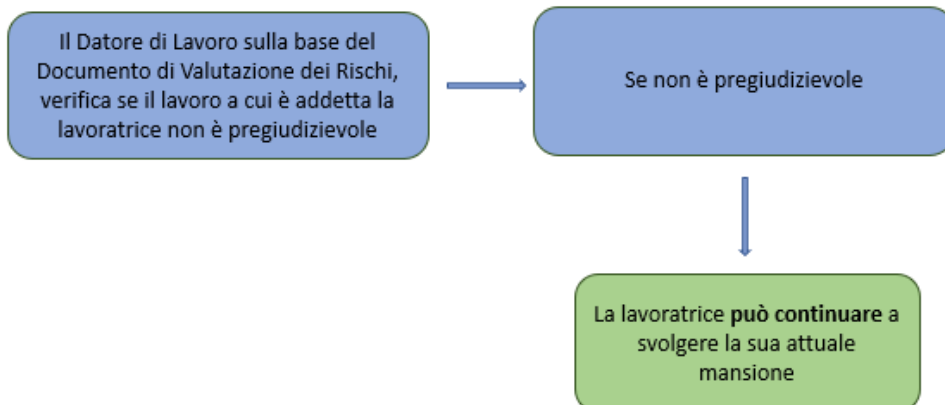 Il Datore di Lavoro sulla base del
Documento di Valutazione dei Rischi,
verifica se il lavoro a cui è addetta la
lavoratrice non è pregiudizievole
Se non è pregiudizievole
La lavoratrice può continuare a
svolgere la sua attuale
mansione